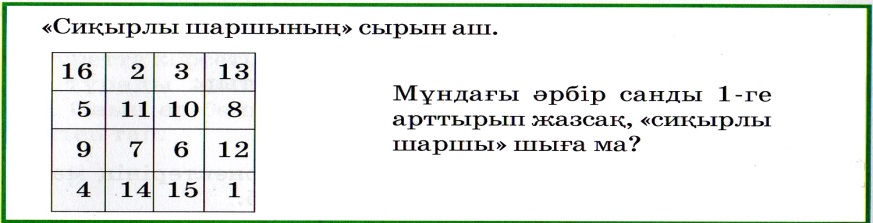 «Сиқырлы шаршының» сырын аш.
16 2 3 13
5 11 10 8
9 7 6 12
4 14 15 1
Мұндағы әрбір санды 1-ге
арттырып жазсақ, «сиқырлы
шаршы» шыға ма?